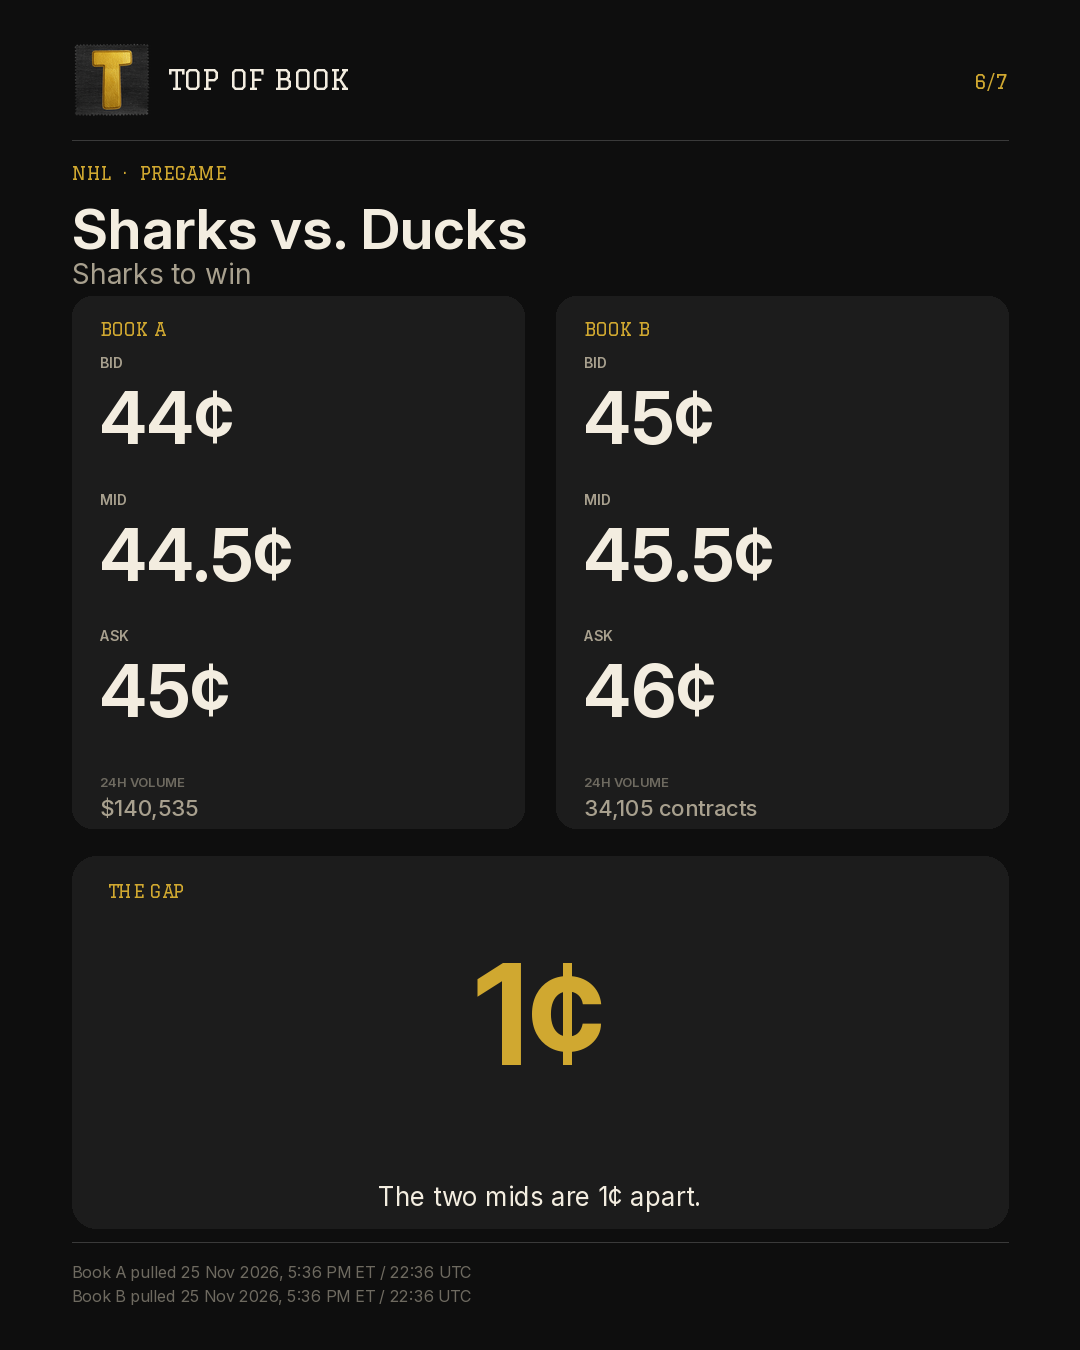 T
TOP OF BOOK
6/7
NHL · PREGAME
Sharks vs. Ducks
Sharks to win
BOOK A
BID
44¢
MID
44.5¢
ASK
45¢
24H VOLUME
$140,535
BOOK B
BID
45¢
MID
45.5¢
ASK
46¢
24H VOLUME
34,105 contracts
THE GAP
1¢
The two mids are 1¢ apart.
Book A pulled 25 Nov 2026, 5:36 PM ET / 22:36 UTC
Book B pulled 25 Nov 2026, 5:36 PM ET / 22:36 UTC